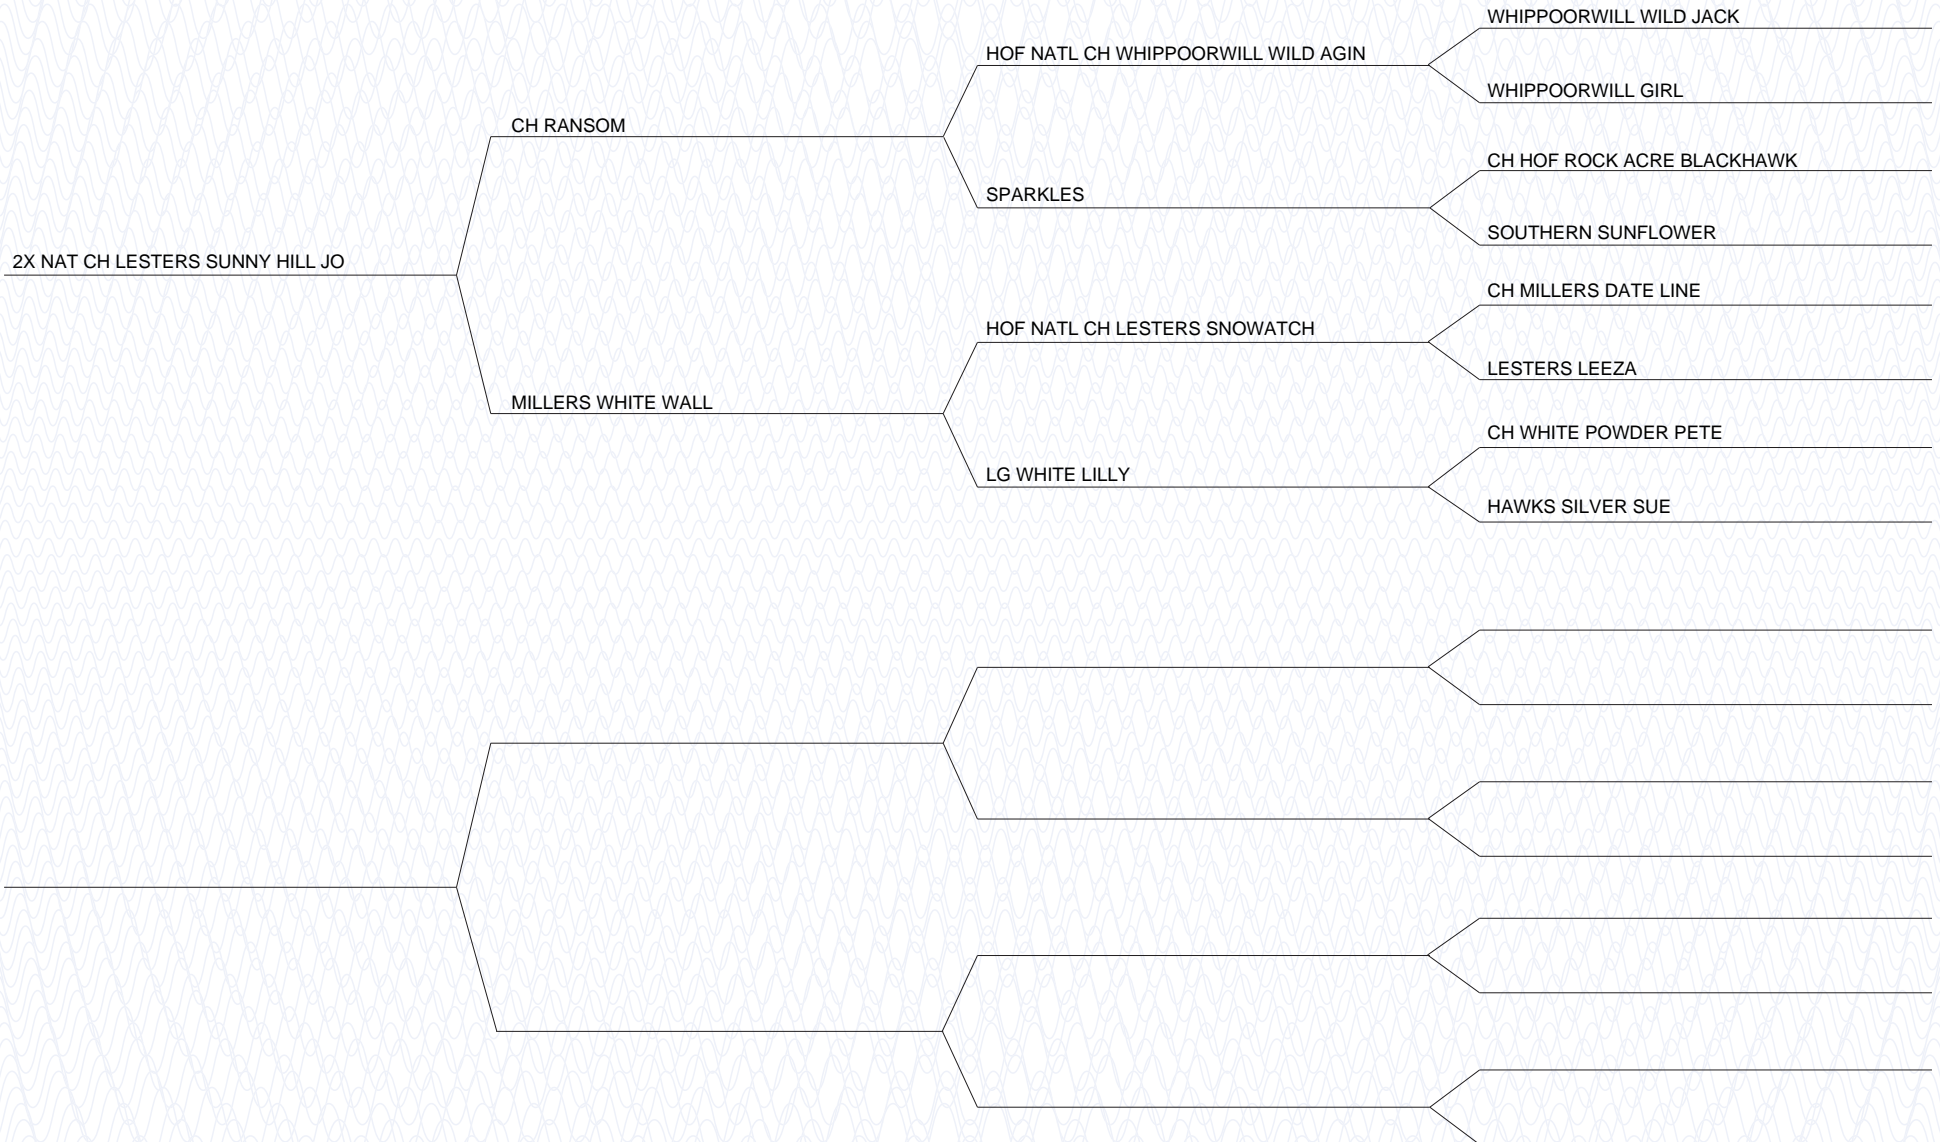 WHIPPOORWILL WILD JACK
HOF NATL CH WHIPPOORWILL WILD AGIN
WHIPPOORWILL GIRL
CH RANSOM
CH HOF ROCK ACRE BLACKHAWK
SPARKLES
SOUTHERN SUNFLOWER
2X NAT CH LESTERS SUNNY HILL JO
CH MILLERS DATE LINE
HOF NATL CH LESTERS SNOWATCH
LESTERS LEEZA
MILLERS WHITE WALL
CH WHITE POWDER PETE
LG WHITE LILLY
HAWKS SILVER SUE